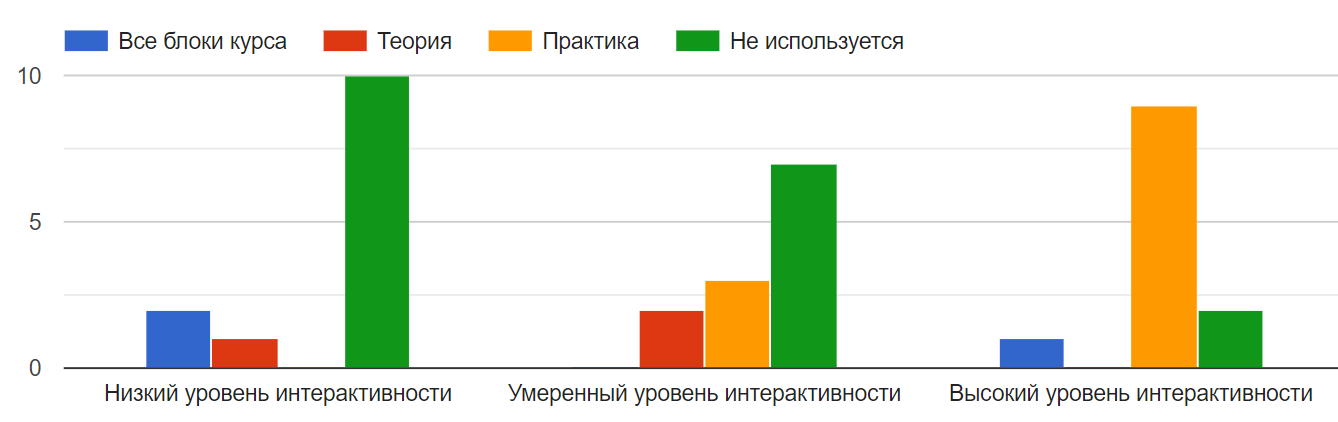 Все блоки курса Теория Практика Не используется
10
5
0
Низкий уровень интерактивности Умеренный уровень интерактивности Высокий уровень интерактивности